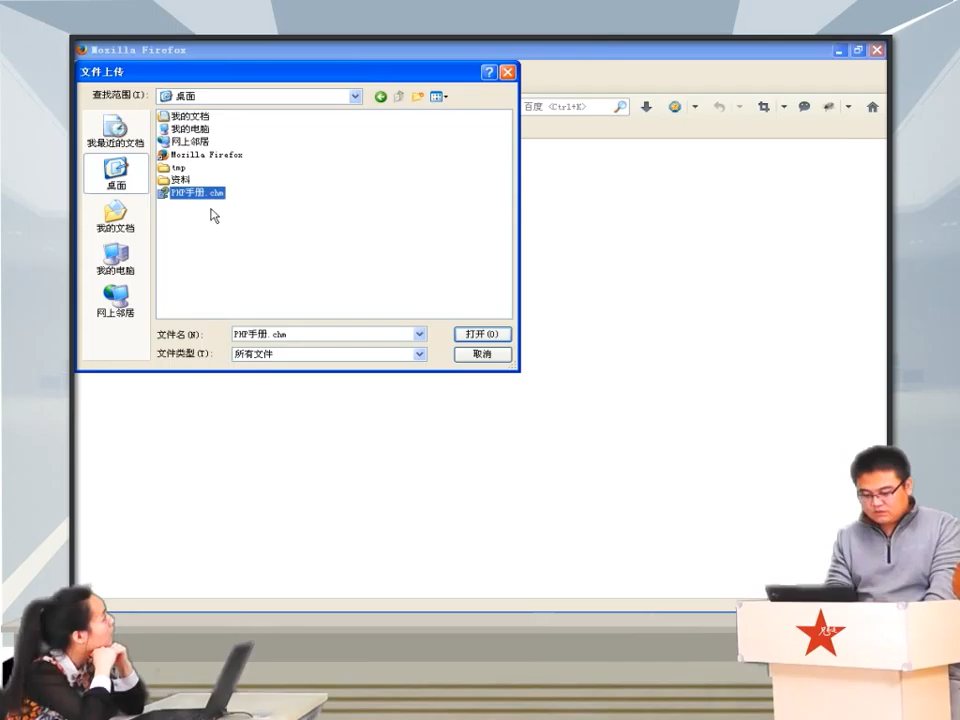 Mozilla Firefox
文件上传
查找范围(I):
桌面
百度 <Ctrl+K>
我最近的文档
桌面
我的文档
我的电脑
网上邻居
我的文档
我的电脑
网上邻居
Mozilla Firefox
tmp
资料
PHP手册.chm
文件名(N):
PHP手册.chm
打开(O)
文件类型(T):
所有文件
取消